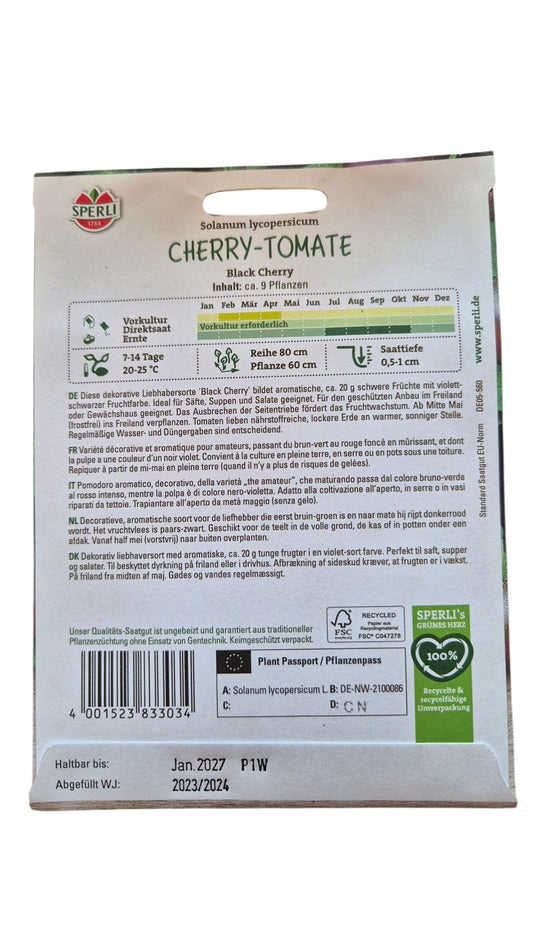 SPERLI
1788
Solanum lycopersicum
CHERRY-TOMATE
Black Cherry
Inhalt: ca. 9 Pflanzen
Jan Feb Mär Apr Mai Jun Jul Aug Sep Okt Nov Dez
Vorkultur
Direktsaat
Ernte
Vorkultur erforderlich
7-14 Tage
20-25 °C
Reihe 80 cm
Pflanze 60 cm
Saattiefe
0,5-1 cm
www.sperli.de
DE05-560
Standard Saatgut EU-Norm
DE Diese dekorative Liebhabersorte 'Black Cherry' bildet aromatische, ca. 20 g schwere Früchte mit violett-
schwarzer Fruchtfarbe. Ideal für Säfte, Suppen und Salate geeignet. Für den geschützten Anbau im Freiland
oder Gewächshaus geeignet. Das Ausbrechen der Seitentriebe fördert das Fruchtwachstum. Ab Mitte Mai
(frostfrei) ins Freiland verpflanzen. Tomaten lieben nährstoffreiche, lockere Erde an warmer, sonniger Stelle.
Regelmäßige Wasser- und Düngergaben sind entscheidend.
FR Variété décorative et aromatique pour amateurs, passant du brun-vert au rouge foncé en mûrissant, et dont
la pulpe a une couleur d'un noir violet. Convient à la culture en pleine terre, en serre ou en pots sous une toiture.
Repiquer à partir de mi-mai en pleine terre (quand il n'y a plus de risques de gelées).
IT Pomodoro aromatico, decorativo, della varietà „the amateur“, che maturando passa dal colore bruno-verde
al rosso intenso, mentre la polpa è di colore nero-violetta. Adatto alla coltivazione all'aperto, in serre o in vasi
riparati da tettoie. Trapiantare all'aperto da metà maggio (senza gelo).
NL Decoratieve, aromatische soort voor de liefhebber die eerst bruin-groen is en naar mate hij rijpt donkerrood
wordt. Het vruchtvlees is paars-zwart. Geschikt voor de teelt in de volle grond, de kas of in potten onder een
afdak. Vanaf half mei (vorstvrij) naar buiten overplanten.
DK Dekorativ liebhaversort med aromatiske, ca. 20 g tunge frugter i en violet-sort farve. Perfekt til saft, supper
og salater. Til beskyttet dyrkning på friland eller i drivhus. Afbrækning af sideskud kræver, at frugten er i vækst.
På friland fra midten af maj. Gødes og vandes regelmæssigt.
Unser Qualitäts-Saatgut ist ungebeizt und garantiert aus traditioneller
Pflanzenzüchtung ohne Einsatz von Gentechnik. Keimgeschützt verpackt.
FSC
RECYCLED
Papier aus
Recyclingmaterial
FSC® C047278
SPERLI's
GRÜNES HERZ
100%
Recycelte &
recycelfähige
Umverpackung
4 001523 833034
Plant Passport / Pflanzenpass
A: Solanum lycopersicum L.
B: DE-NW-2100086
C:
D: CN
Haltbar bis: Jan.2027 P1W
Abgefüllt WJ: 2023/2024